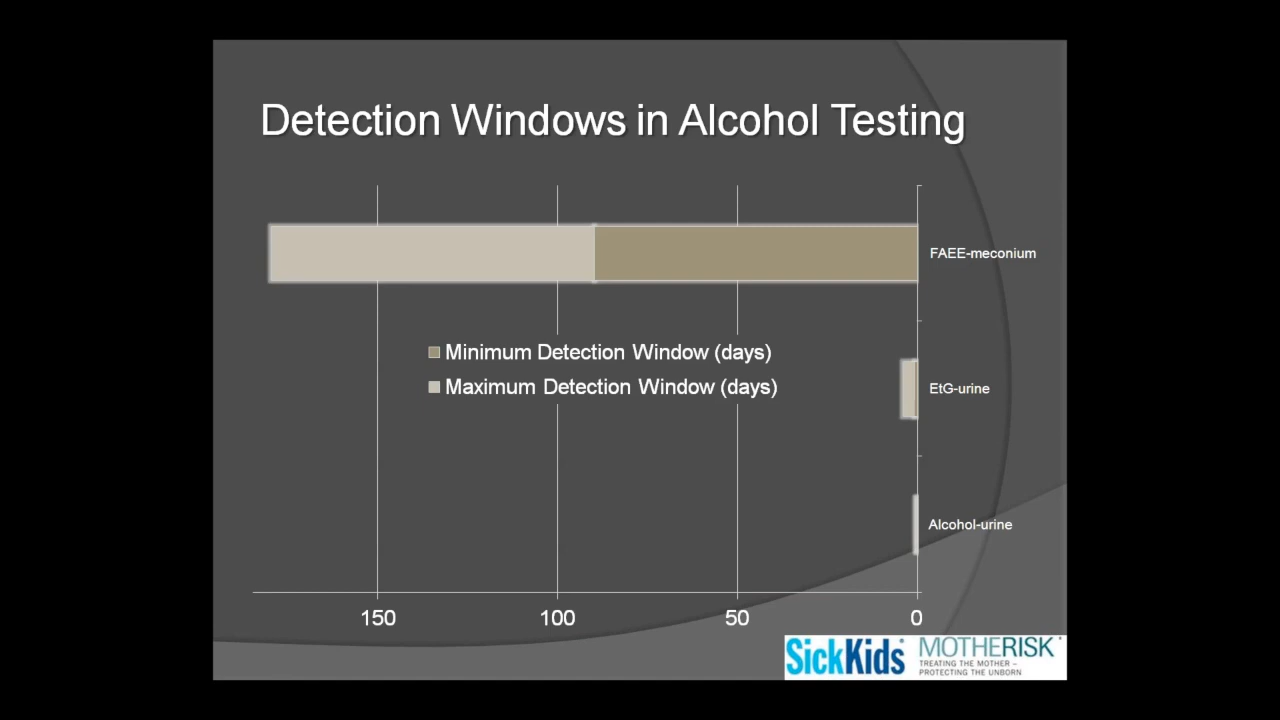 Detection Windows in Alcohol Testing
FAEE-meconium
Minimum Detection Window (days)
Maximum Detection Window (days)
EtG-urine
Alcohol-urine
150 100 50 0
SickKids®
MOTHERISK
TREATING THE MOTHER –
PROTECTING THE UNBORN